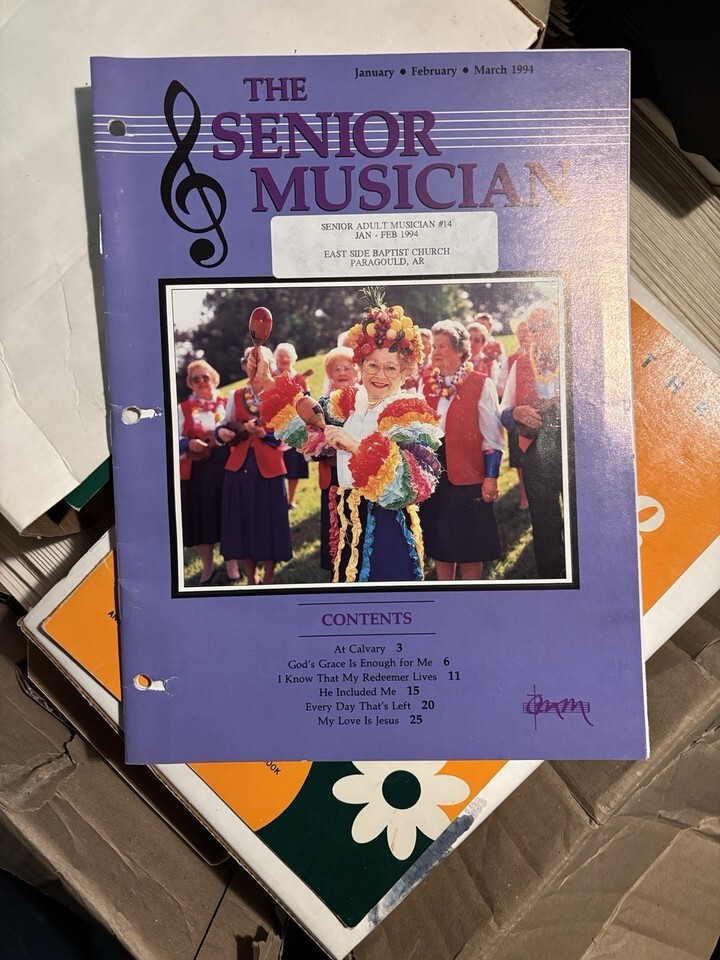 January • February • March 1994
THE
SENIOR
MUSICIAN
SENIOR ADULT MUSICIAN #14
JAN - FEB 1994
EAST SIDE BAPTIST CHURCH
PARAGOULD, AR
CONTENTS
At Calvary 3
God's Grace Is Enough for Me 6
I Know That My Redeemer Lives 11
He Included Me 15
Every Day That's Left 20
My Love Is Jesus 25
THE
OOK